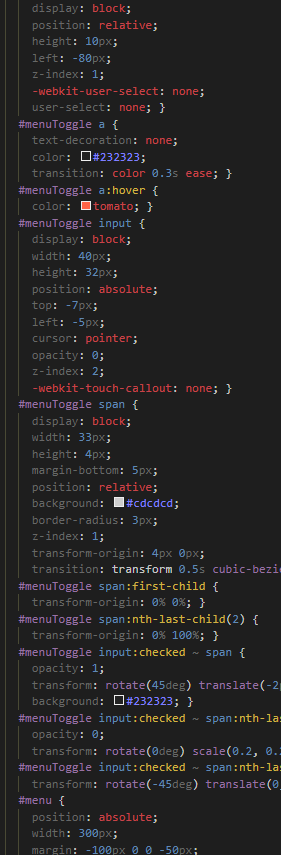 display: block;
position: relative;
height: 10px;
left: -80px;
z-index: 1;
-webkit-user-select: none;
user-select: none; }
#menuToggle a {
text-decoration: none;
color: #232323;
transition: color 0.3s ease; }
#menuToggle a:hover {
color: tomato; }
#menuToggle input {
display: block;
width: 40px;
height: 32px;
position: absolute;
top: -7px;
left: -5px;
cursor: pointer;
opacity: 0;
z-index: 2;
-webkit-touch-callout: none; }
#menuToggle span {
display: block;
width: 33px;
height: 4px;
margin-bottom: 5px;
position: relative;
background: #cdcdcd;
border-radius: 3px;
z-index: 1;
transform-origin: 4px 0px;
transition: transform 0.5s cubic-bezi
#menuToggle span:first-child {
transform-origin: 0% 0%; }
#menuToggle span:nth-last-child(2) {
transform-origin: 0% 100%; }
#menuToggle input:checked ~ span {
opacity: 1;
transform: rotate(45deg) translate(-2p
background: #232323; }
#menuToggle input:checked ~ span:nth-las
opacity: 0;
transform: rotate(0deg) scale(0.2, 0.
#menuToggle input:checked ~ span:nth-las
transform: rotate(-45deg) translate(0,
#menu {
position: absolute;
width: 300px;
margin: -100px 0 0 -50px;